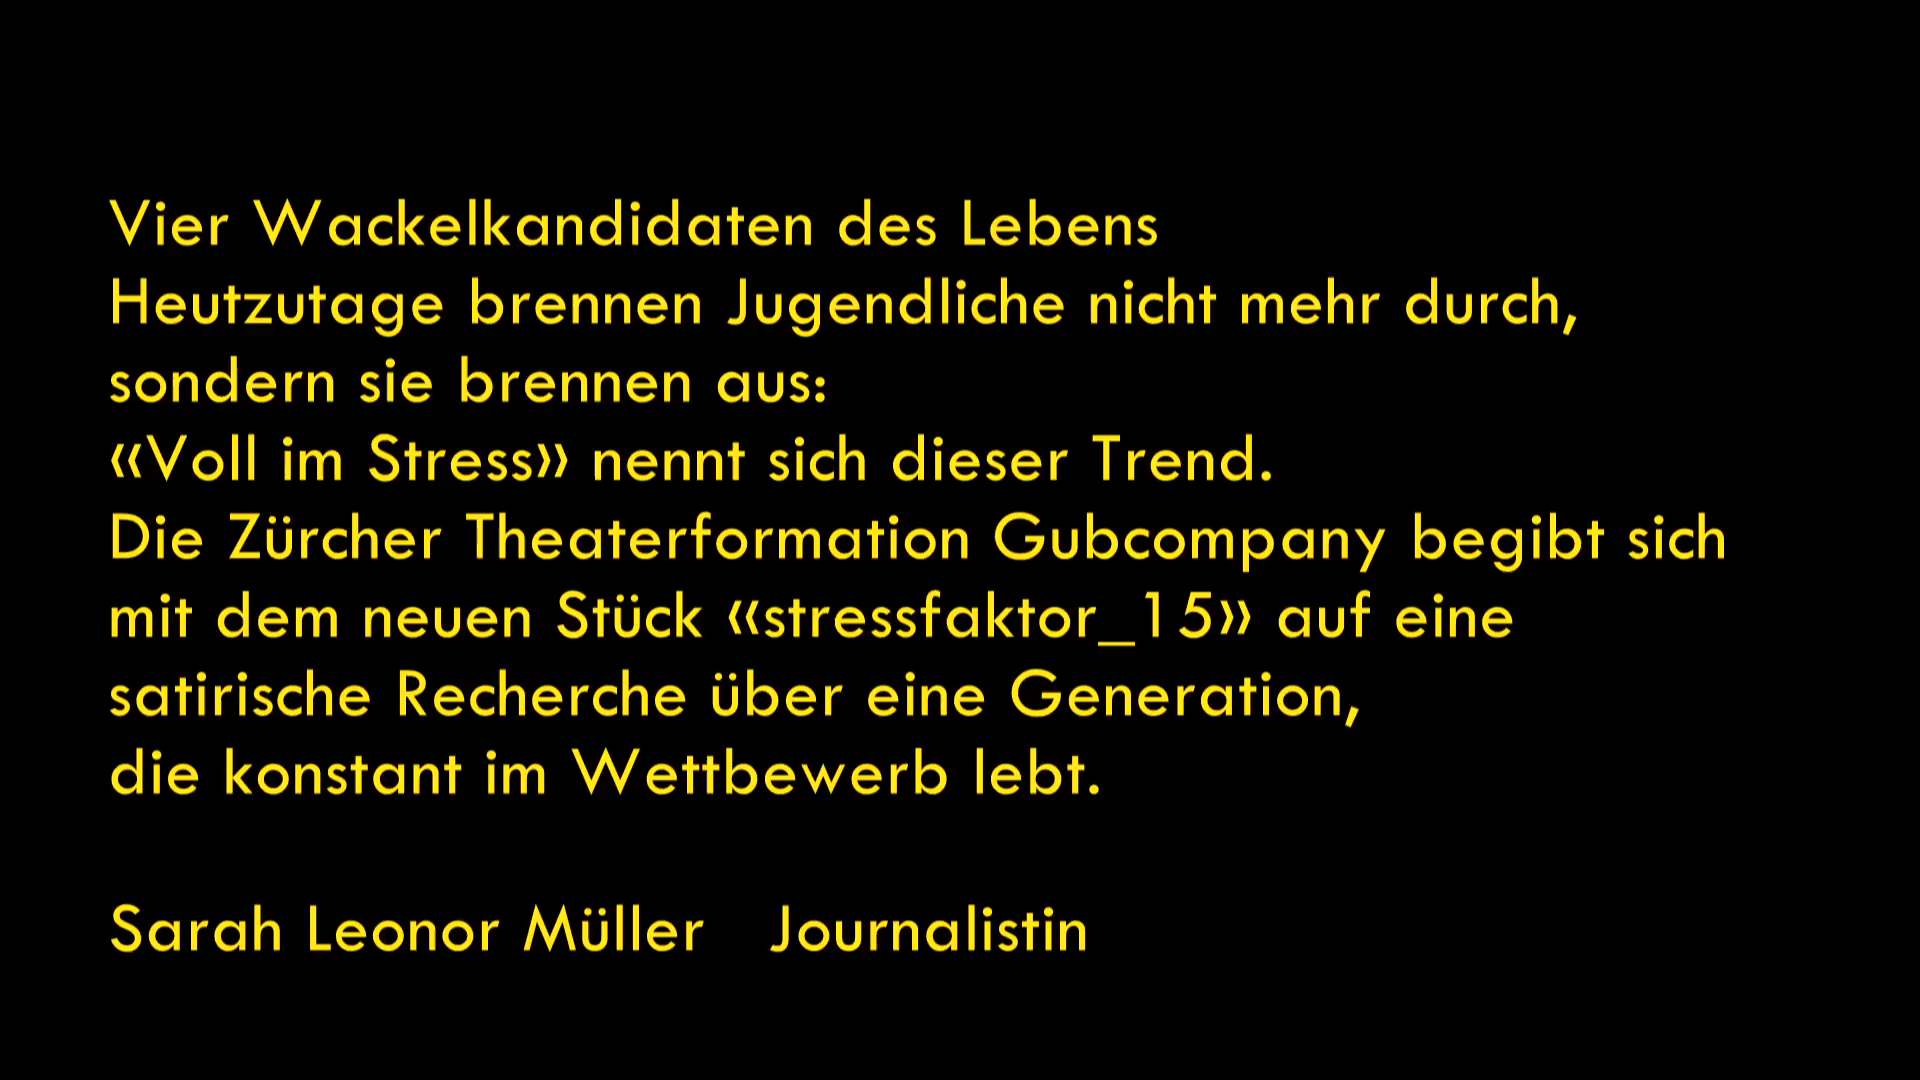 Vier Wackelkandidaten des Lebens
Heutzutage brennen Jugendliche nicht mehr durch,
sondern sie brennen aus:
«Voll im Stress» nennt sich dieser Trend.
Die Zürcher Theaterformation Gubcompany begibt sich
mit dem neuen Stück «stressfaktor_15» auf eine
satirische Recherche über eine Generation,
die konstant im Wettbewerb lebt.
Sarah Leonor Müller Journalistin